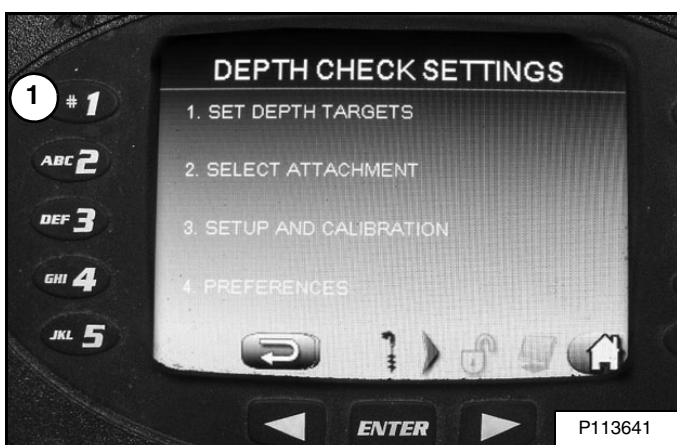 DEPTH CHECK SETTINGS
1
# 1
1. SET DEPTH TARGETS
ABC 2
2. SELECT ATTACHMENT
DEF 3
3. SETUP AND CALIBRATION
GHI 4
4. PREFERENCES
JKL 5
ENTER
P113641